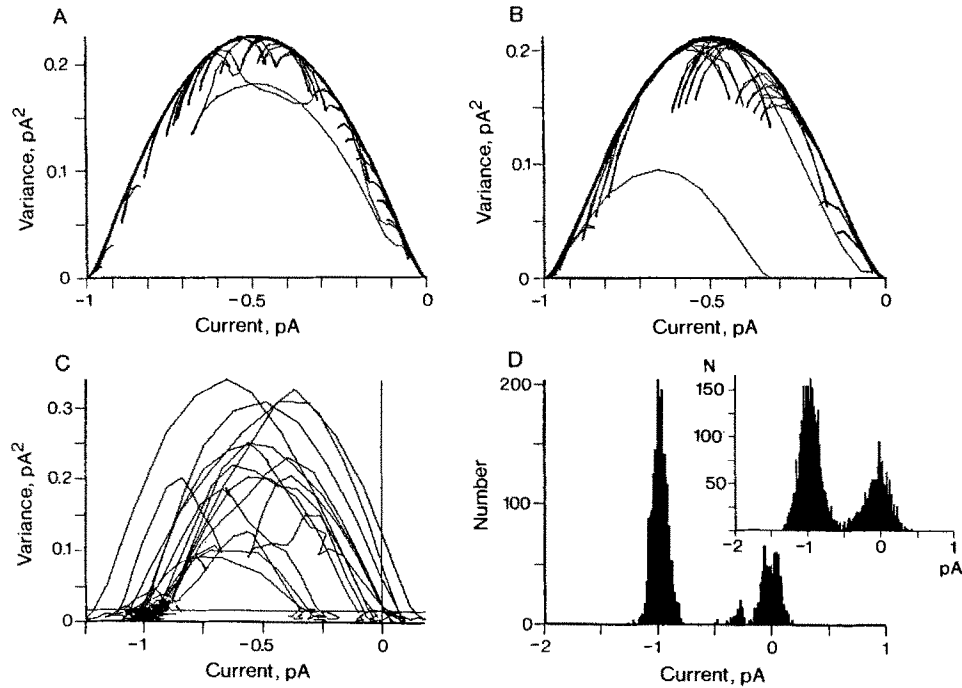 A
Variance, pA²
0.2
0.1
0
-1
-0.5
0
Current, pA
B
Variance, pA²
0.2
0.1
0
-1
-0.5
0
Current, pA
C
Variance, pA²
0.3
0.2
0.1
0
-1
-0.5
0
Current, pA
D
Number
200
100
0
-2
-1
0
1
Current, pA
N
150
100
50
-2
-1
0
1
pA